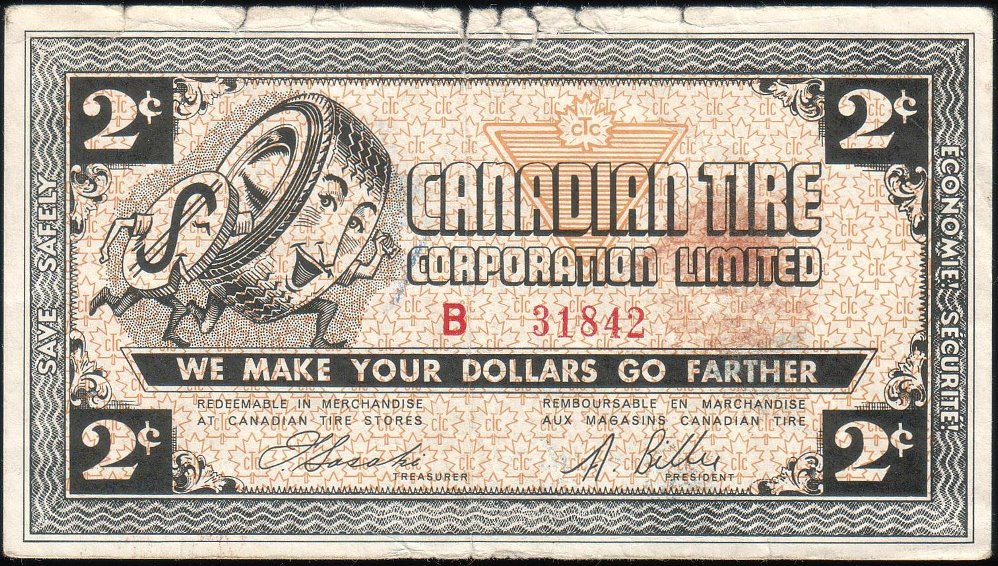 2¢
2¢
cTc
CANADIAN TIRE
CORPORATION LIMITED
$
B 31842
SAVE SAFELY
ECONOMIE-SECURITE
WE MAKE YOUR DOLLARS GO FARTHER
REDEEMABLE IN MERCHANDISE
AT CANADIAN TIRE STORES
REMBOURSABLE EN MARCHANDISE
AUX MAGASINS CANADIAN TIRE
TREASURER
PRESIDENT
2¢
2¢